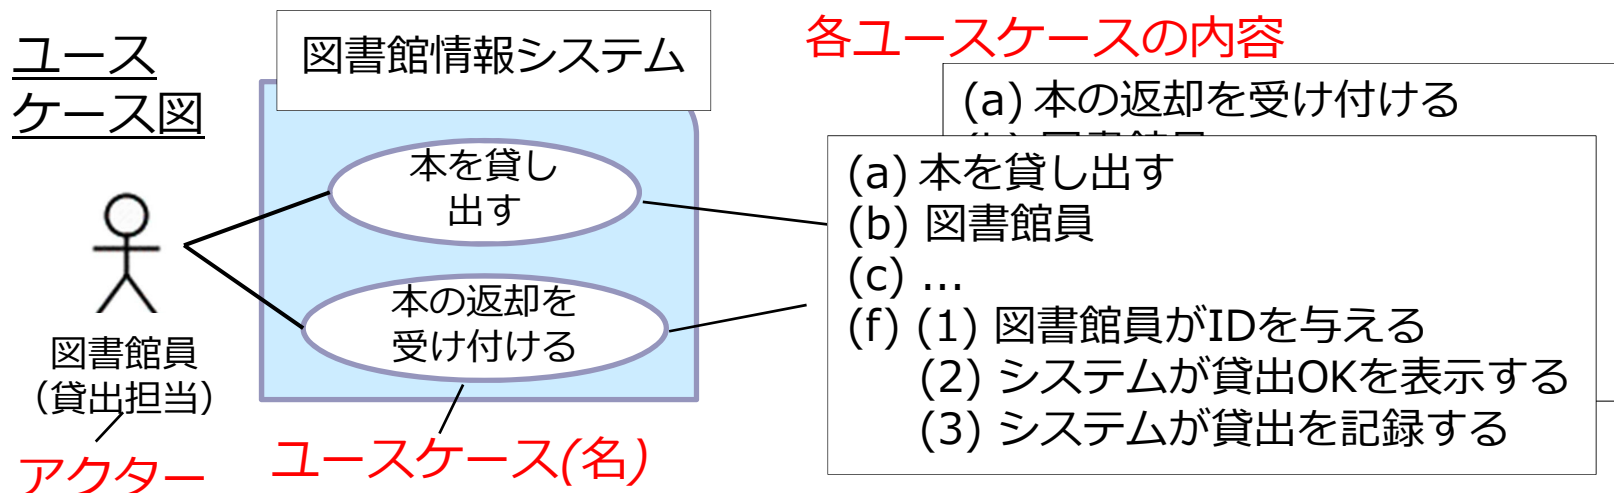 ユース
ケース図
図書館情報システム
本を貸し
出す
本の返却を
受け付ける
図書館員
（貸出担当）
アクター
ユースケース(名)
各ユースケースの内容
(a) 本の返却を受け付ける
(a) 本を貸し出す
(b) 図書館員
(c) ...
(f) (1) 図書館員がIDを与える
(2) システムが貸出OKを表示する
(3) システムが貸出を記録する